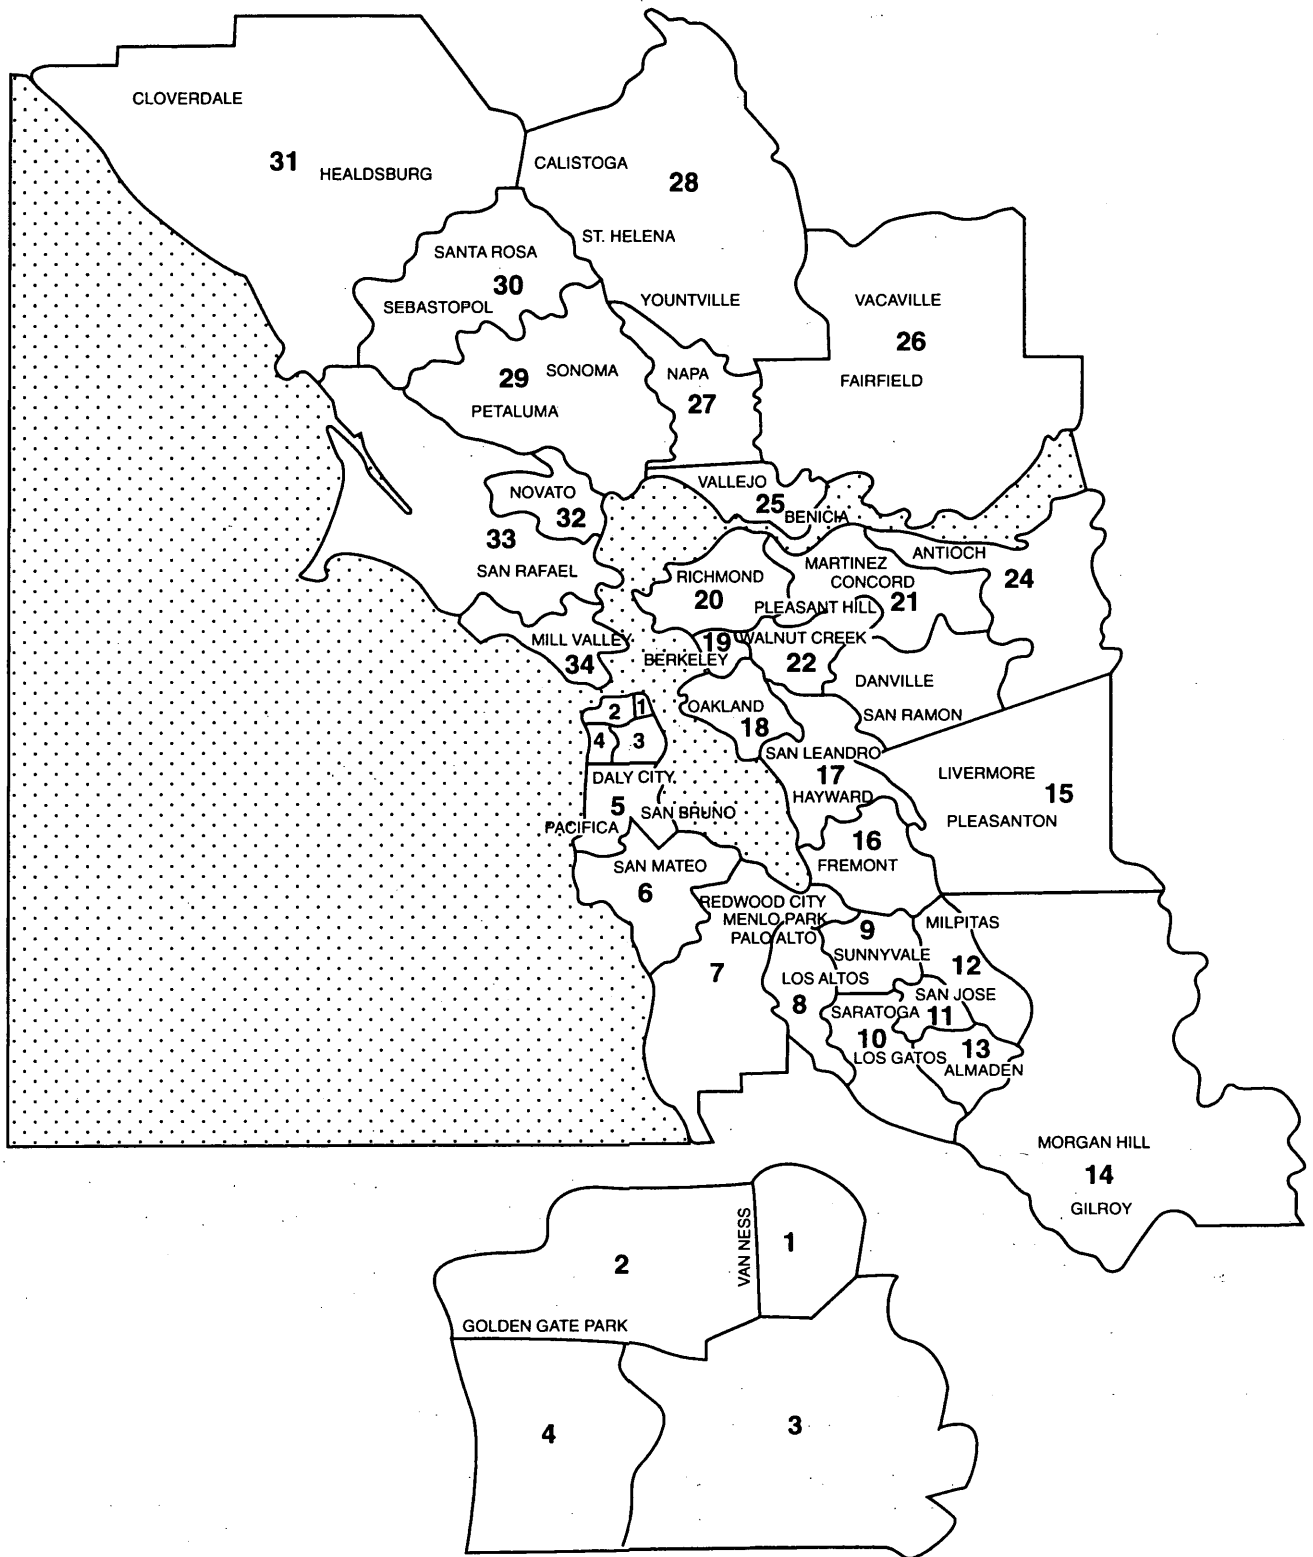 CLOVERDALE
31
HEALDSBURG
CALISTOGA
28
ST. HELENA
SANTA ROSA
30
SEBASTOPOL
YOUNTVILLE
VACAVILLE
26
FAIRFIELD
29
SONOMA
PETALUMA
NAPA
27
VALLEJO
25
BENICIA
NOVATO
32
33
SAN RAFAEL
ANTIOCH
24
MARTINEZ
CONCORD
21
RICHMOND
20
PLEASANT HILL
MILL VALLEY
34
19
BERKELEY
WALNUT CREEK
22
DANVILLE
SAN RAMON
OAKLAND
18
2
1
4
3
SAN LEANDRO
17
HAYWARD
LIVERMORE
15
PLEASANTON
DALY CITY
5
SAN BRUNO
PACIFICA
16
FREMONT
SAN MATEO
6
REDWOOD CITY
MENLO PARK
PALO ALTO
7
9
SUNNYVALE
MILPITAS
12
LOS ALTOS
8
SAN JOSE
11
SARATOGA
10
LOS GATOS
13
ALMADEN
MORGAN HILL
14
GILROY
2
VAN NESS
1
GOLDEN GATE PARK
4
3